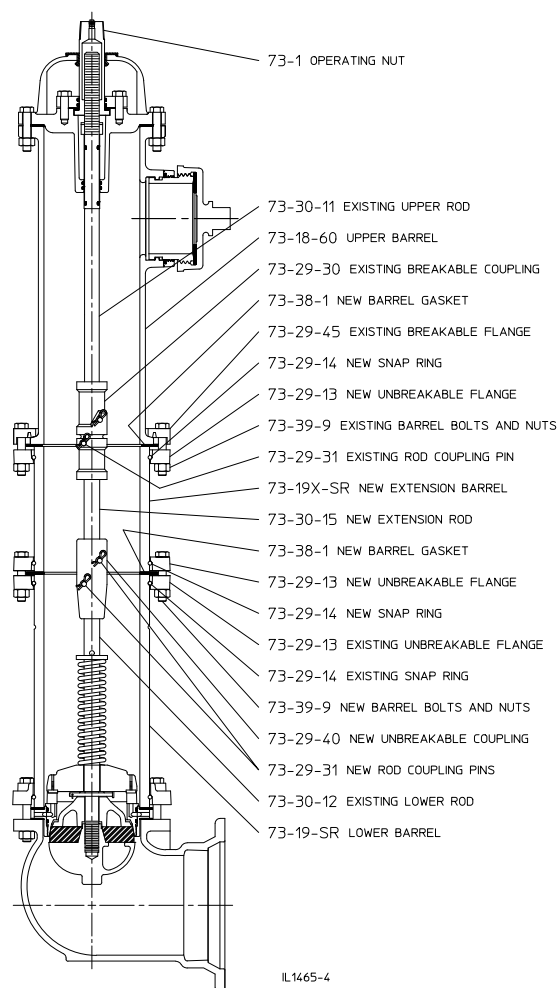 73-1 OPERATING NUT
73-30-11 EXISTING UPPER ROD
73-18-60 UPPER BARREL
73-29-30 EXISTING BREAKABLE COUPLING
73-38-1 NEW BARREL GASKET
73-29-45 EXISTING BREAKABLE FLANGE
73-29-14 NEW SNAP RING
73-29-13 NEW UNBREAKABLE FLANGE
73-39-9 EXISTING BARREL BOLTS AND NUTS
73-29-31 EXISTING ROD COUPLING PIN
73-19X-SR NEW EXTENSION BARREL
73-30-15 NEW EXTENSION ROD
73-38-1 NEW BARREL GASKET
73-29-13 NEW UNBREAKABLE FLANGE
73-29-14 NEW SNAP RING
73-29-13 EXISTING UNBREAKABLE FLANGE
73-29-14 EXISTING SNAP RING
73-39-9 NEW BARREL BOLTS AND NUTS
73-29-40 NEW UNBREAKABLE COUPLING
73-29-31 NEW ROD COUPLING PINS
73-30-12 EXISTING LOWER ROD
73-19-SR LOWER BARREL
IL1465-4